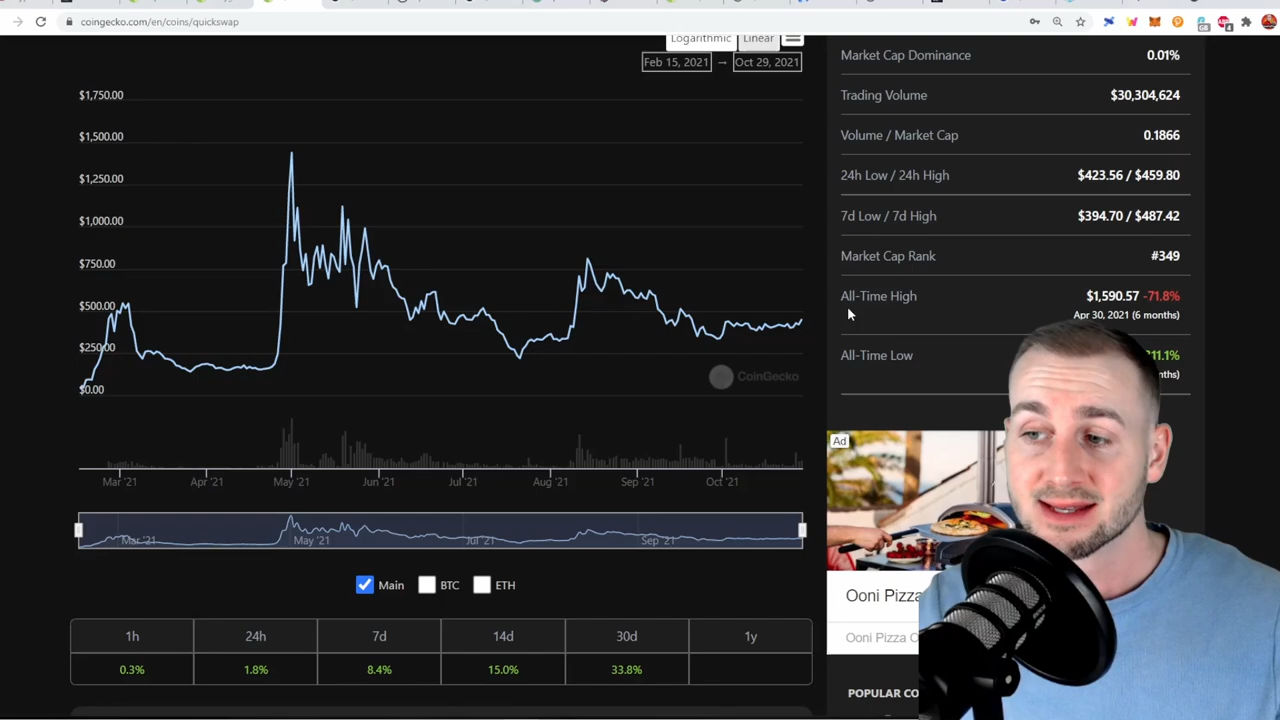 coingecko.com/en/coins/quickswap
Logarithmic Linear
Feb 15, 2021 → Oct 29, 2021
$1,750.00
$1,500.00
$1,250.00
$1,000.00
$750.00
$500.00
$250.00
$0.00
CoinGecko
Mar '21 Apr '21 May '21 Jun '21 Jul '21 Aug '21 Sep '21 Oct '21
Mar '21 May '21 Jul '21 Sep '21
Main BTC ETH
1h 24h 7d 14d 30d 1y
0.3% 1.8% 8.4% 15.0% 33.8%
Market Cap Dominance 0.01%
Trading Volume $30,304,624
Volume / Market Cap 0.1866
24h Low / 24h High $423.56 / $459.80
7d Low / 7d High $394.70 / $487.42
Market Cap Rank #349
All-Time High $1,590.57 -71.8%
Apr 30, 2021 (6 months)
All-Time Low
Ad
Ooni Pizza
Ooni Pizza
POPULAR